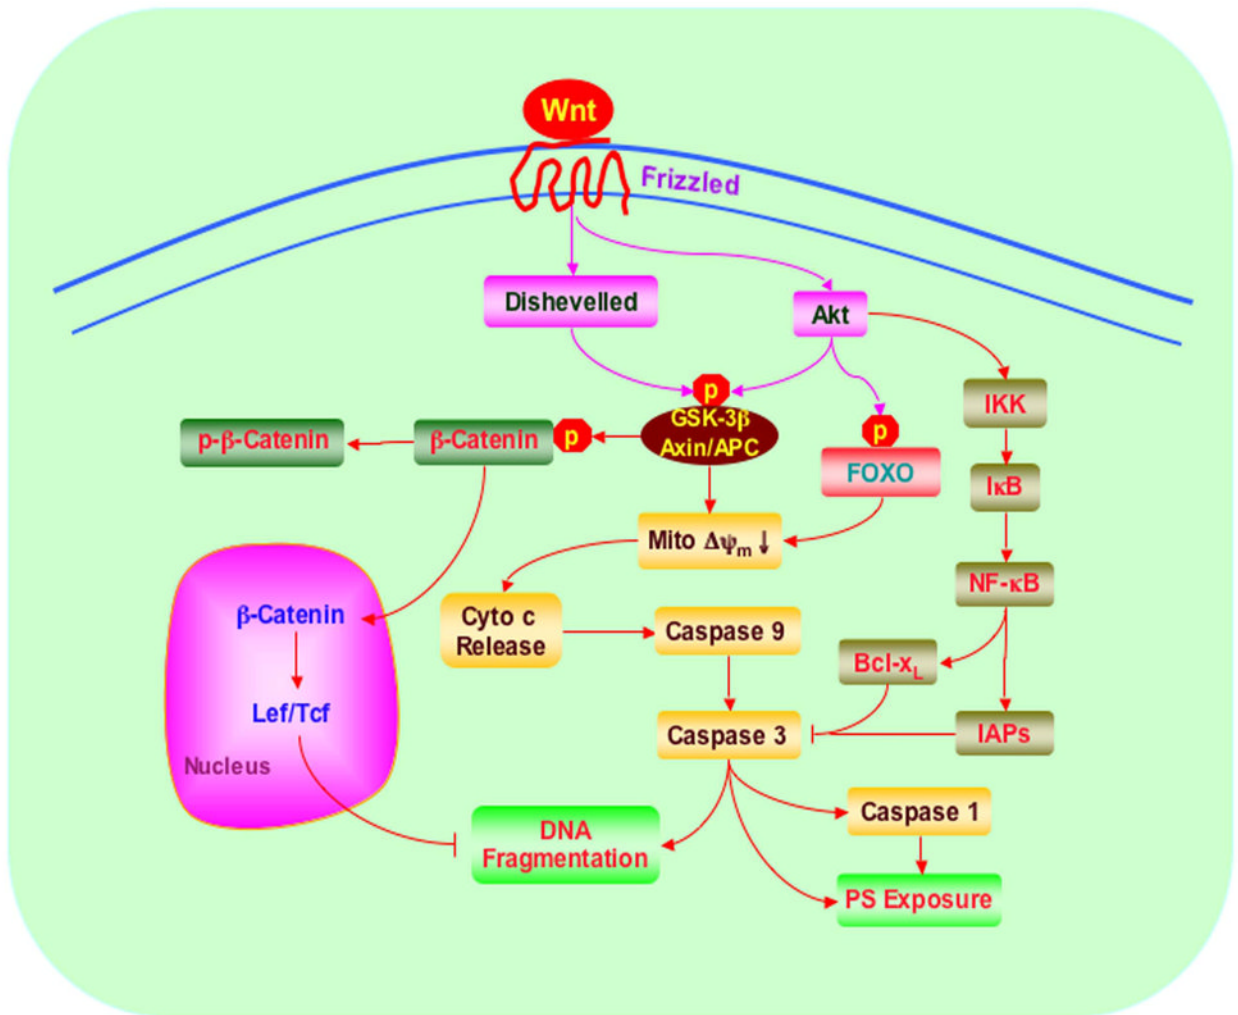 Wnt
Frizzled
Dishevelled
Akt
p
GSK-3β
Axin/APC
IKK
p-β-Catenin
β-Catenin
p
p
FOXO
IκB
Mito Δψm↓
NF-κB
β-Catenin
Cyto c
Release
Caspase 9
Bcl-xL
Lef/Tcf
Caspase 3
IAPs
Nucleus
Caspase 1
DNA
Fragmentation
PS Exposure